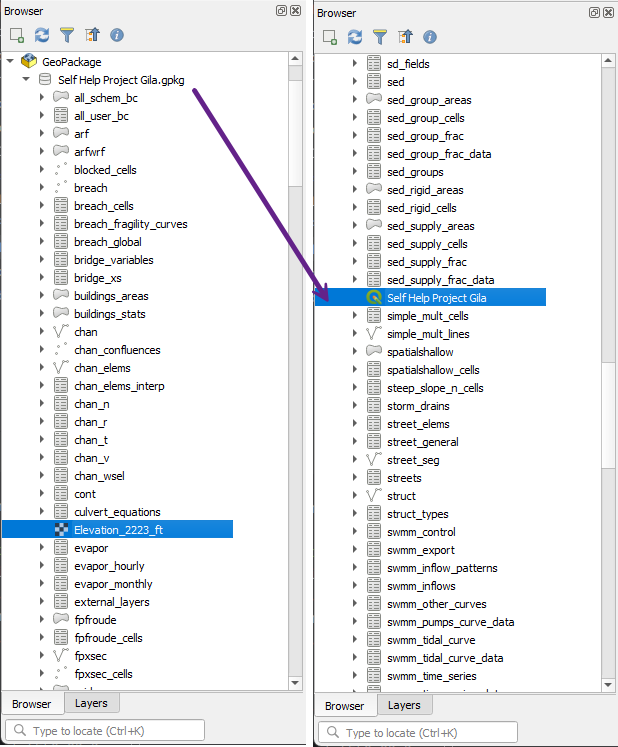 Browser
GeoPackage
Self Help Project Gila.gpkg
all_schem_bc
all_user_bc
arf
arfwrf
blocked_cells
breach
breach_cells
breach_fragility_curves
breach_global
bridge_variables
bridge_xs
buildings_areas
buildings_stats
chan
chan_confluences
chan_elems
chan_elems_interp
chan_n
chan_r
chan_t
chan_v
chan_wsel
cont
culvert_equations
Elevation_2223_ft
evapor
evapor_hourly
evapor_monthly
external_layers
fpfroude
fpfroude_cells
fpxsec
fpxsec_cells
Browser Layers
Type to locate (Ctrl+K)
Browser
sd_fields
sed
sed_group_areas
sed_group_cells
sed_group_frac
sed_group_frac_data
sed_groups
sed_rigid_areas
sed_rigid_cells
sed_supply_areas
sed_supply_cells
sed_supply_frac
sed_supply_frac_data
Self Help Project Gila
simple_mult_cells
simple_mult_lines
spatialshallow
spatialshallow_cells
steep_slope_n_cells
storm_drains
street_elems
street_general
street_seg
streets
struct
struct_types
swmm_control
swmm_export
swmm_inflow_patterns
swmm_inflows
swmm_other_curves
swmm_pumps_curve_data
swmm_tidal_curve
swmm_tidal_curve_data
swmm_time_series
Browser Layers
Type to locate (Ctrl+K)